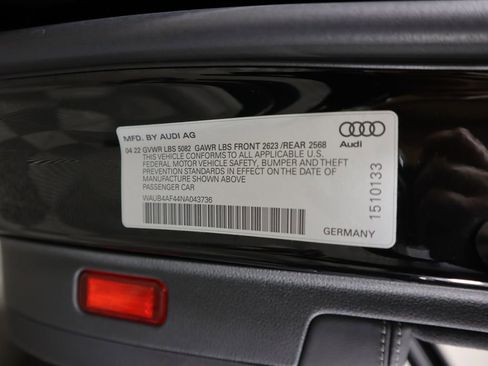 MFD. BY AUDI AG
04 22 GVWR LBS 5082 GAWR LBS FRONT 2623 /REAR 2568
THIS VEHICLE CONFORMS TO ALL APPLICABLE U.S.
FEDERAL MOTOR VEHICLE SAFETY, BUMPER AND THEFT
PREVENTION STANDARDS IN EFFECT ON THE DATE OF
MANUFACTURE SHOWN ABOVE
PASSENGER CAR
WAUB4AF44NA043736
Audi
1510133
GERMANY